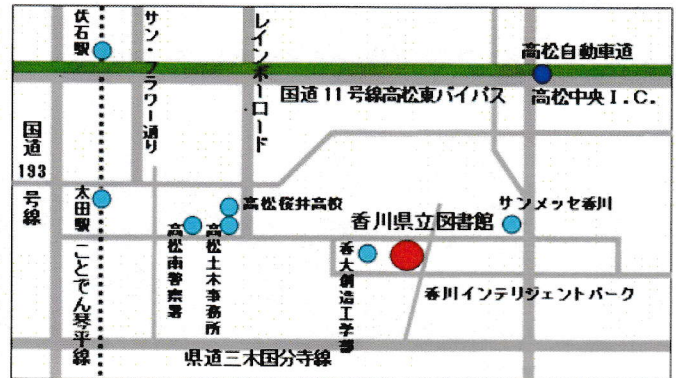 伏石駅
サン・フラワー通り
レインボーロード
高松自動車道
国道11号線高松東バイパス
高松中央I.C.
国道193号線
太田駅
ことでん琴平線
高松桜井高校
高松南警察署
高松土木事務所
香川県立図書館
サンメッセ香川
香大創造工学部
香川インテリジェントパーク
県道三木国分寺線